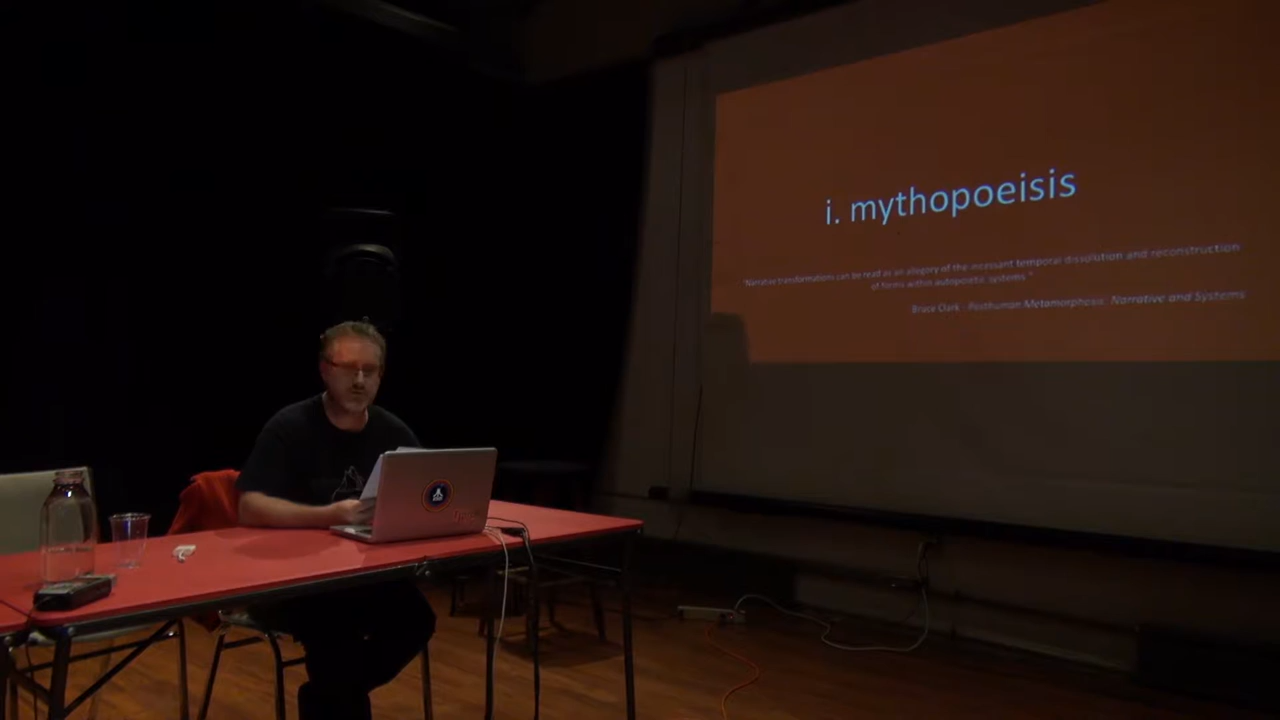 i. mythopoeisis
"Narrative transformations can be read as an allegory of the incessant temporal dissolution and reconstruction
of forms within autopoietic systems."
Bruce Clark - Posthuman Metamorphosis: Narrative and Systems